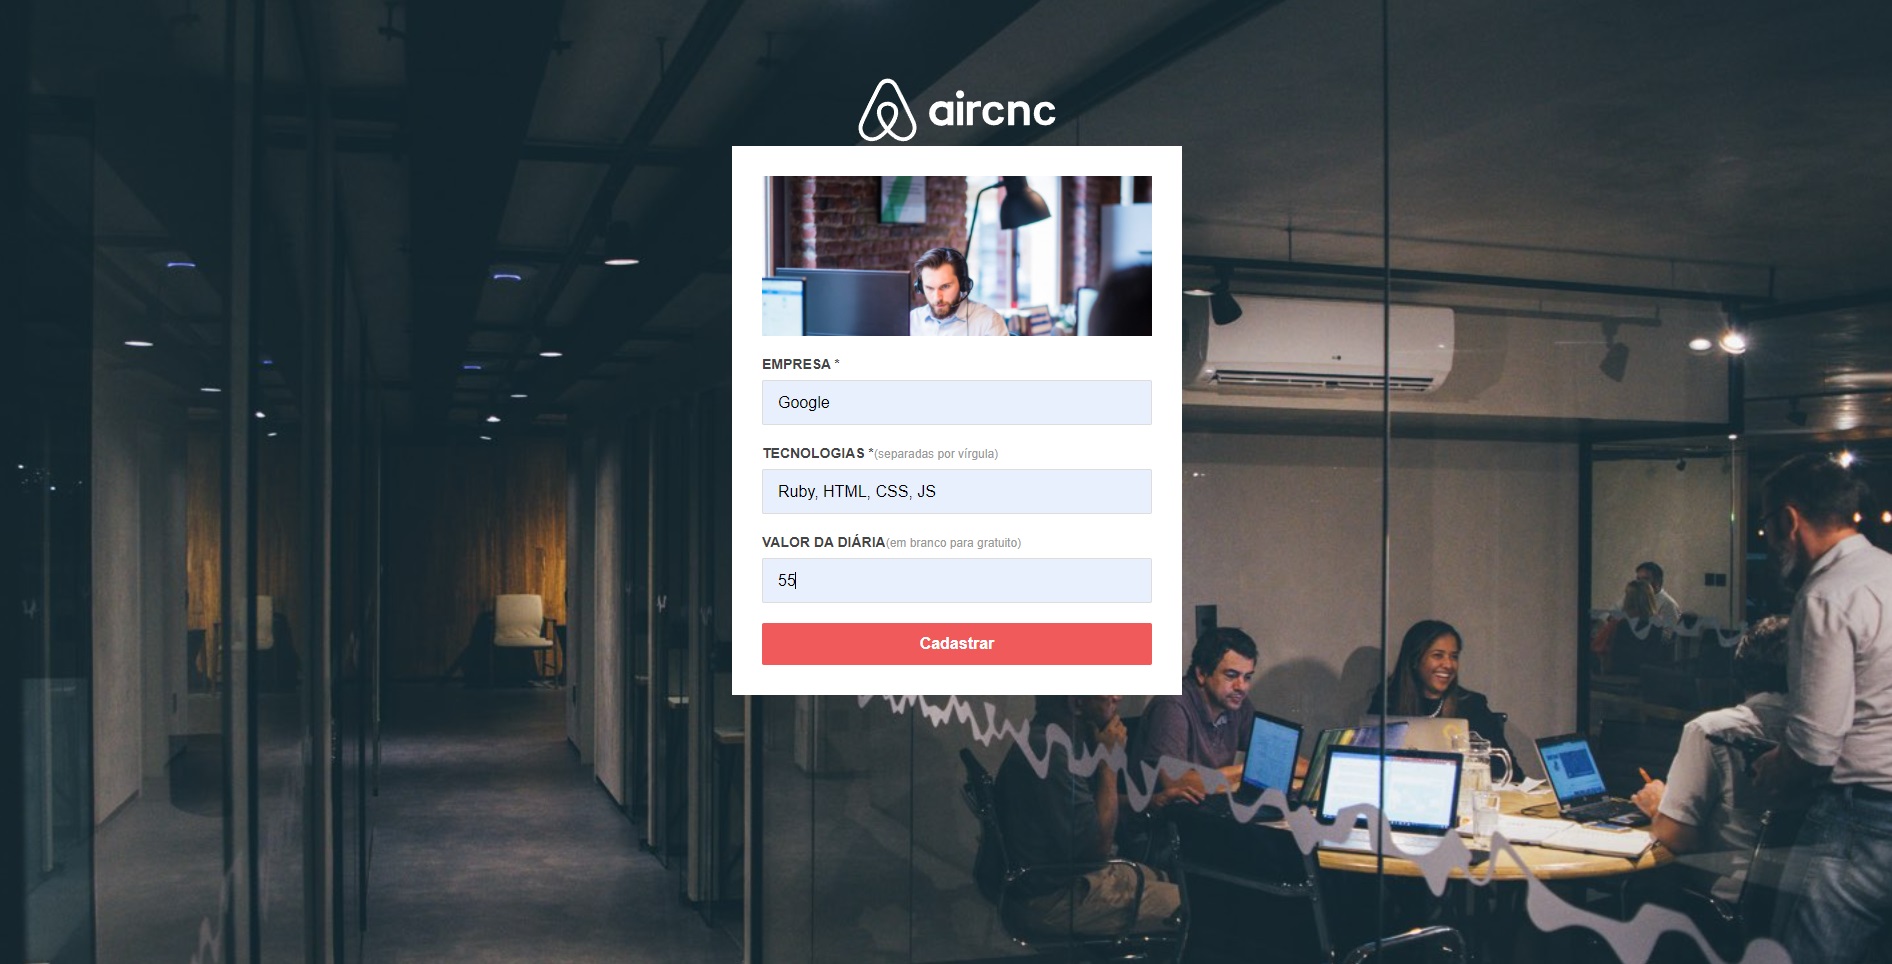 aircnc
EMPRESA *
Google
TECNOLOGIAS *(separadas por vírgula)
Ruby, HTML, CSS, JS
VALOR DA DIÁRIA(em branco para gratuito)
55
Cadastrar